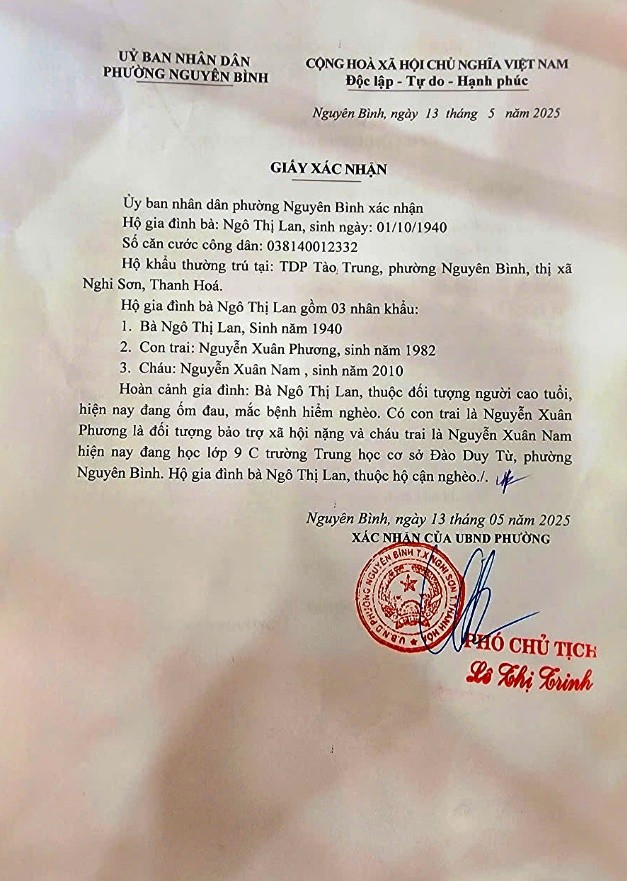 UỶ BAN NHÂN DÂN
PHƯỜNG NGUYÊN BÌNH
CỘNG HOÀ XÃ HỘI CHỦ NGHĨA VIỆT NAM
Độc lập - Tự do - Hạnh phúc
Nguyên Bình, ngày 13 tháng 5 năm 2025
GIẤY XÁC NHẬN
Ủy ban nhân dân phường Nguyên Bình xác nhận
Hộ gia đình bà: Ngô Thị Lan, sinh ngày: 01/10/1940
Số căn cước công dân: 038140012332
Hộ khẩu thường trú tại: TDP Tào Trung, phường Nguyên Bình, thị xã
Nghi Sơn, Thanh Hoá.
Hộ gia đình bà Ngô Thị Lan gồm 03 nhân khẩu:
1. Bà Ngô Thị Lan, Sinh năm 1940
2. Con trai: Nguyễn Xuân Phương, sinh năm 1982
3. Cháu: Nguyễn Xuân Nam , sinh năm 2010
Hoàn cảnh gia đình: Bà Ngô Thị Lan, thuộc đối tượng người cao tuổi,
hiện nay đang ốm đau, mắc bệnh hiểm nghèo. Có con trai là Nguyễn Xuân
Phương là đối tượng bảo trợ xã hội nặng và cháu trai là Nguyễn Xuân Nam
hiện nay đang học lớp 9 C trường Trung học cơ sở Đào Duy Từ, phường
Nguyên Bình. Hộ gia đình bà Ngô Thị Lan, thuộc hộ cận nghèo./.
Nguyên Bình, ngày 13 tháng 05 năm 2025
XÁC NHẬN CỦA UBND PHƯỜNG
U.B.N.D PHƯỜNG NGUYÊN BÌNH T.X NGHI SƠN T.THANH HOÁ
PHÓ CHỦ TỊCH
Lê Thị Trinh